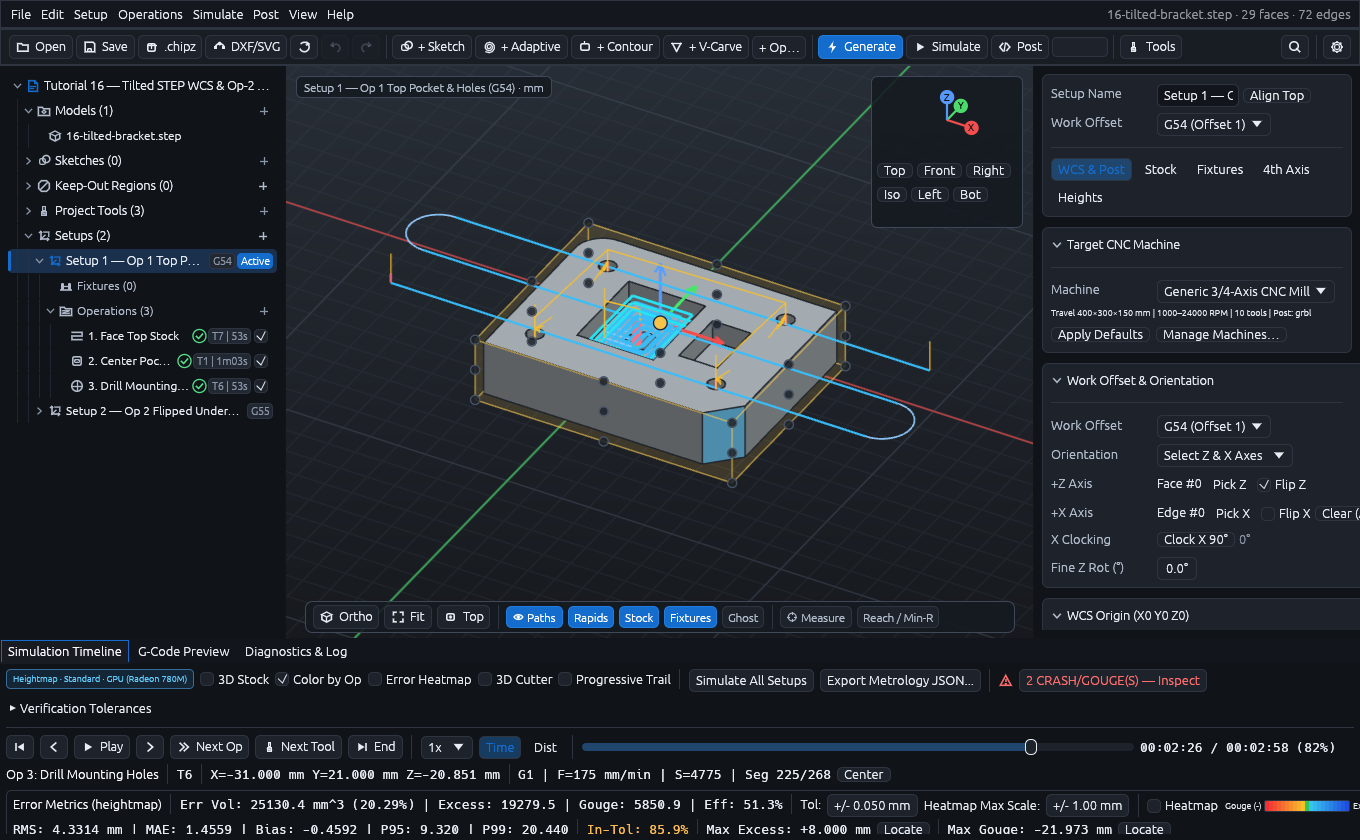 File Edit Setup Operations Simulate Post View Help
16-tilted-bracket.step · 29 faces · 72 edges
Open Save .chipz DXF/SVG + Sketch + Adaptive + Contour + V-Carve + Op... Generate Simulate Post Tools
Tutorial 16 — Tilted STEP WCS & Op-2 ...
Models (1) +
16-tilted-bracket.step
Sketches (0) +
Keep-Out Regions (0) +
Project Tools (3) +
Setups (2) +
Setup 1 — Op 1 Top P... G54 Active
Fixtures (0)
Operations (3) +
1. Face Top Stock T7 | 53s
2. Center Poc... T1 | 1m03s
3. Drill Mounting... T6 | 53s
Setup 2 — Op 2 Flipped Under... G55
Setup 1 — Op 1 Top Pocket & Holes (G54) · mm
Z Y X
Top Front Right
Iso Left Bot
Ortho Fit Top Paths Rapids Stock Fixtures Ghost Measure Reach / Min-R
Setup Name Setup 1 — C Align Top
Work Offset G54 (Offset 1)
WCS & Post Stock Fixtures 4th Axis
Heights
Target CNC Machine
Machine Generic 3/4-Axis CNC Mill
Travel 400×300×150 mm | 1000–24000 RPM | 10 tools | Post: grbl
Apply Defaults Manage Machines...
Work Offset & Orientation
Work Offset G54 (Offset 1)
Orientation Select Z & X Axes
+Z Axis Face #0 Pick Z Flip Z
+X Axis Edge #0 Pick X Flip X Clear (
X Clocking Clock X 90° 0°
Fine Z Rot (°) 0.0°
WCS Origin (X0 Y0 Z0)
Simulation Timeline G-Code Preview Diagnostics & Log
Heightmap · Standard · GPU (Radeon 780M) 3D Stock Color by Op Error Heatmap 3D Cutter Progressive Trail Simulate All Setups Export Metrology JSON... 2 CRASH/GOUGE(S) — Inspect
Verification Tolerances
Play Next Op Next Tool End 1x Time Dist 00:02:26 / 00:02:58 (82%)
Op 3: Drill Mounting Holes T6 X=-31.000 mm Y=21.000 mm Z=-20.851 mm G1 | F=175 mm/min | S=4775 | Seg 225/268 Center
Error Metrics (heightmap) Err Vol: 25130.4 mm^3 (20.29%) | Excess: 19279.5 | Gouge: 5850.9 | Eff: 51.3% Tol: +/- 0.050 mm Heatmap Max Scale: +/- 1.00 mm Heatmap Gouge (-) Ex
RMS: 4.3314 mm | MAE: 1.4559 | Bias: -0.4592 | P95: 9.320 | P99: 20.440 In-Tol: 85.9% Max Excess: +8.000 mm Locate Max Gouge: -21.973 mm Locate